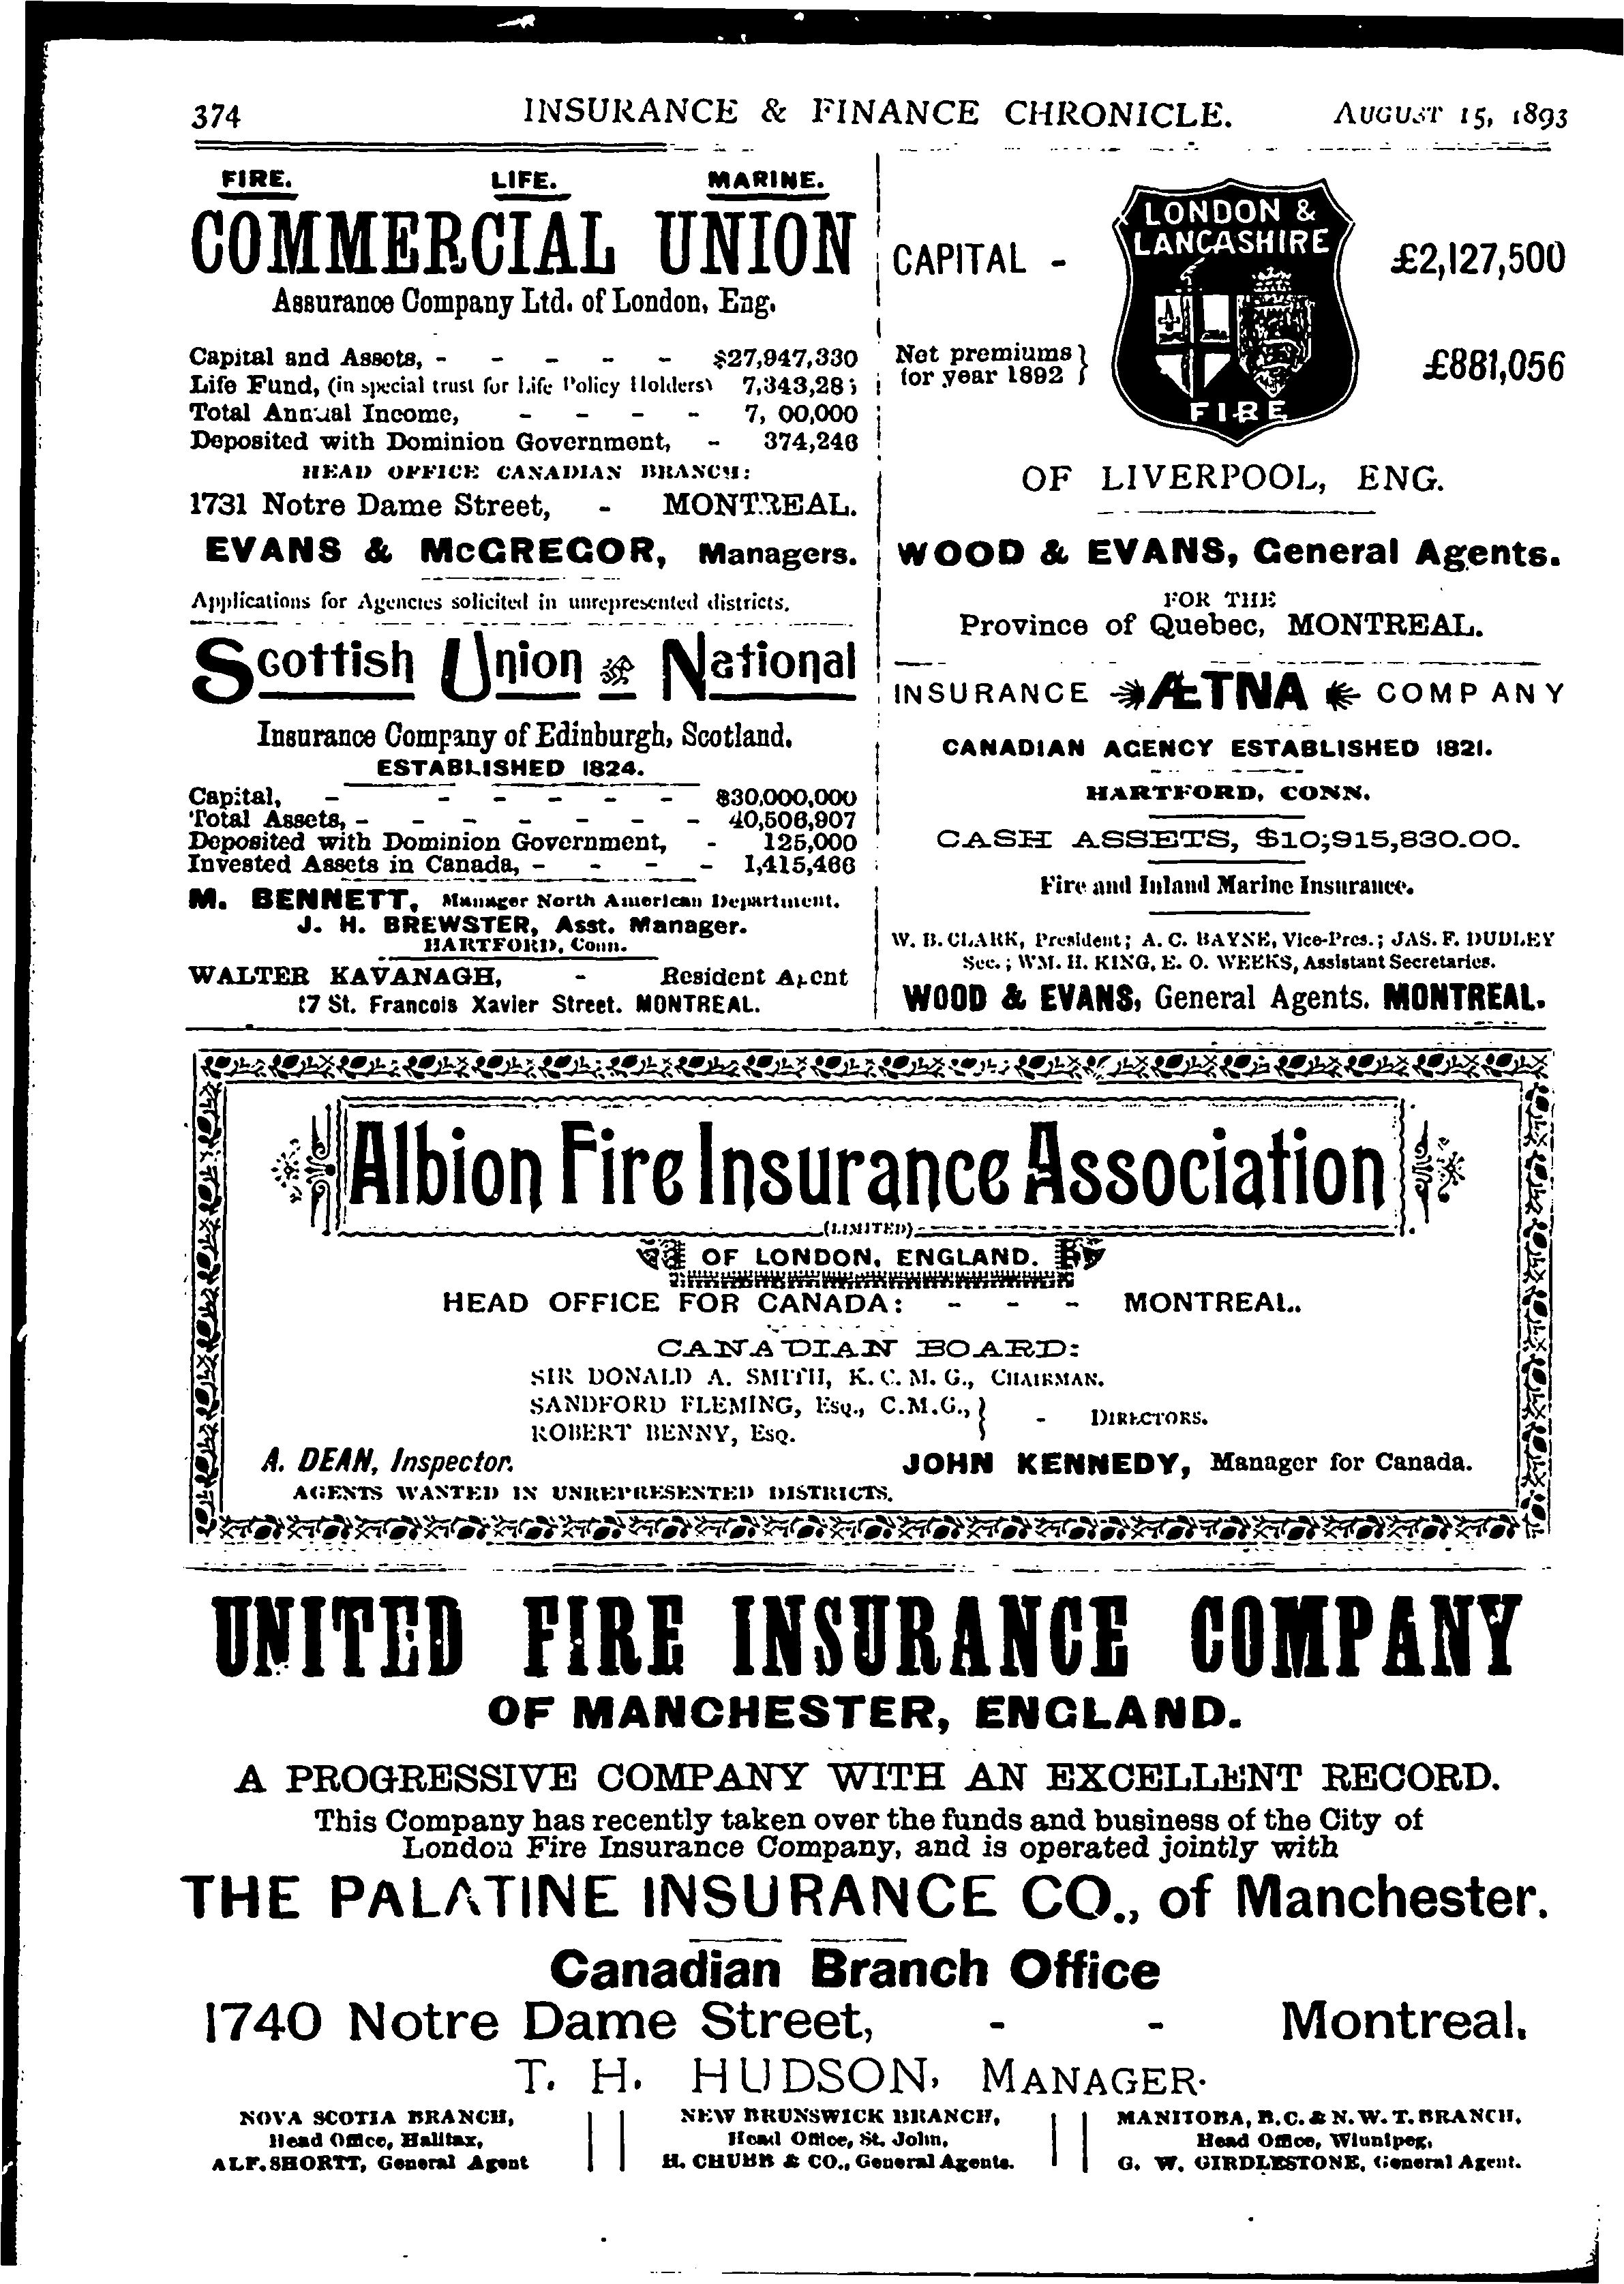 374 INSURANCE & FINANCE CHRONICLE. AUGUST 15, 1893
FIRE. LIFE. MARINE.
COMMERCIAL UNION
Assurance Company Ltd. of London, Eng.
Capital and Assets, - - - - - $27,947,330
Life Fund, (in special trust for Life Policy Holders) 7,343,285
Total Annual Income, - - - - 7, 00,000
Deposited with Dominion Government, - 374,246
HEAD OFFICE CANADIAN BRANCH:
1731 Notre Dame Street, - MONTREAL.
EVANS & McGREGOR, Managers.
Applications for Agencies solicited in unrepresented districts.
Scottish Union & National
Insurance Company of Edinburgh, Scotland.
ESTABLISHED 1824.
Capital, - - - - - - $30,000,000
Total Assets, - - - - - - - 40,506,907
Deposited with Dominion Government, - 125,000
Invested Assets in Canada, - - - - 1,415,466
M. BENNETT, Manager North American Department.
J. H. BREWSTER, Asst. Manager.
HARTFORD, Conn.
WALTER KAVANAGH, - Resident Agent
17 St. Francois Xavier Street. MONTREAL.
LONDON &
LANCASHIRE
FIRE
CAPITAL - £2,127,500
Net premiums
for year 1892 } £881,056
OF LIVERPOOL, ENG.
WOOD & EVANS, General Agents.
FOR THE
Province of Quebec, MONTREAL.
INSURANCE ÆTNA COMPANY
CANADIAN AGENCY ESTABLISHED 1821.
HARTFORD, CONN.
CASH ASSETS, $10;915,830.00.
Fire and Inland Marine Insurance.
W. B. CLARK, President; A. C. BAYNE, Vice-Pres.; JAS. F. DUDLEY
Sec.; WM. H. KING, E. O. WEEKS, Assistant Secretaries.
WOOD & EVANS, General Agents. MONTREAL.
Albion Fire Insurance Association
(LIMITED)
OF LONDON, ENGLAND.
HEAD OFFICE FOR CANADA: - - - MONTREAL.
CANADIAN BOARD:
SIR DONALD A. SMITH, K. C. M. G., CHAIRMAN.
SANDFORD FLEMING, Esq., C.M.G., } - DIRECTORS.
ROBERT BENNY, Esq.
A. DEAN, Inspector. JOHN KENNEDY, Manager for Canada.
AGENTS WANTED IN UNREPRESENTED DISTRICTS.
UNITED FIRE INSURANCE COMPANY
OF MANCHESTER, ENGLAND.
A PROGRESSIVE COMPANY WITH AN EXCELLENT RECORD.
This Company has recently taken over the funds and business of the City of
London Fire Insurance Company, and is operated jointly with
THE PALATINE INSURANCE CO., of Manchester.
Canadian Branch Office
1740 Notre Dame Street, - - Montreal.
T. H. HUDSON, MANAGER.
NOVA SCOTIA BRANCH,
Head Office, Halifax,
ALF. SHORTT, General Agent
NEW BRUNSWICK BRANCH,
Head Office, St. John,
H. CHUBB & CO., General Agents.
MANITOBA, B.C. & N.W.T. BRANCH,
Head Office, Winnipeg,
G. W. GIRDLESTONE, General Agent.